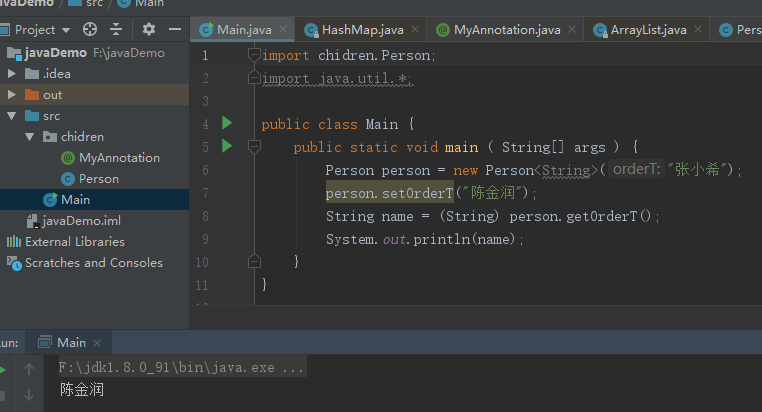 javaDemo src Main
Project
Main.java HashMap.java MyAnnotation.java ArrayList.java Pers
javaDemo F:\javaDemo
.idea
out
src
chidren
MyAnnotation
Person
Main
javaDemo.iml
External Libraries
Scratches and Consoles
1 import chidren.Person;
2 import java.util.*;
3
4 public class Main {
5 public static void main ( String[] args ) {
6 Person person = new Person<String>( orderT: "张小希");
7 person.setOrderT("陈金润");
8 String name = (String) person.getOrderT();
9 System.out.println(name);
10 }
11 }
un: Main
F:\jdk1.8.0_91\bin\java.exe ...
陈金润